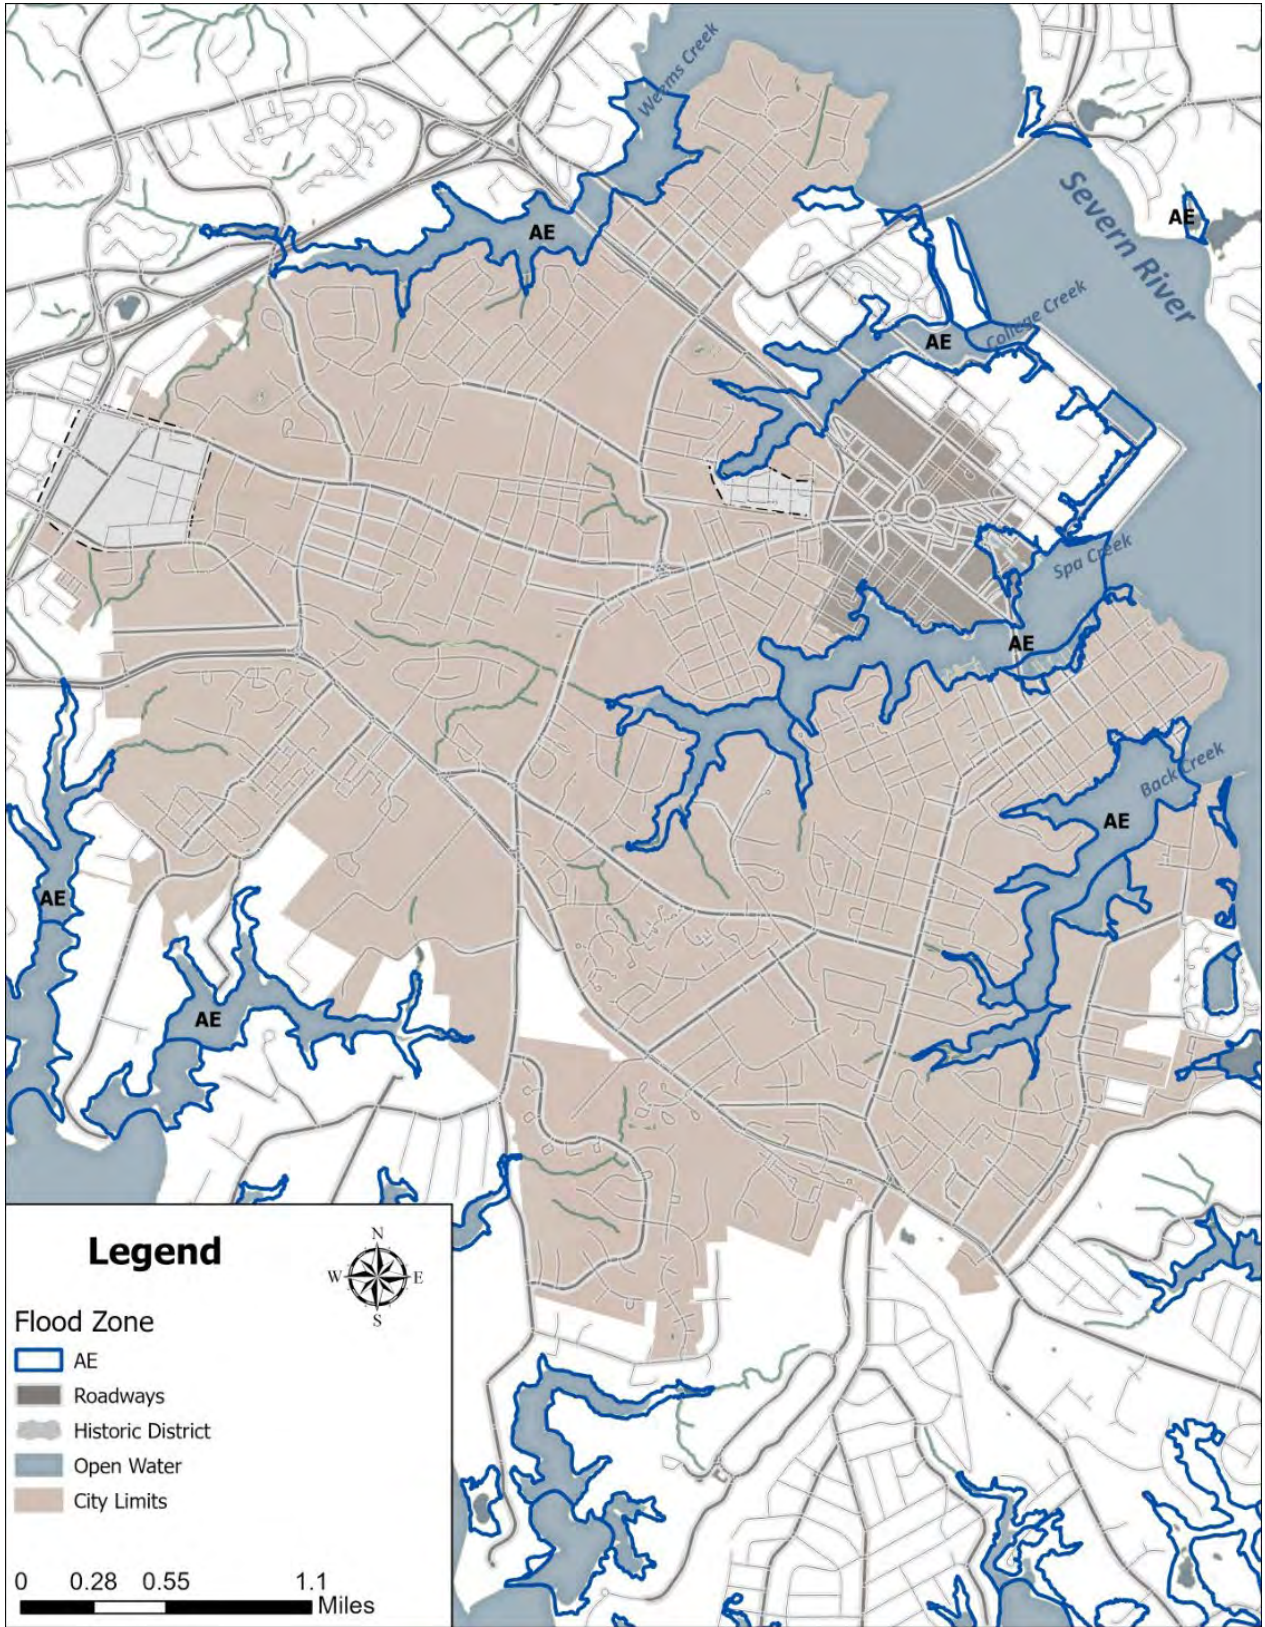 Weems Creek
AE
Severn River
AE
College Creek
AE
Spa Creek
AE
Back Creek
AE
AE
AE
Legend
N
W E
S
Flood Zone
AE
Roadways
Historic District
Open Water
City Limits
0 0.28 0.55 1.1
Miles